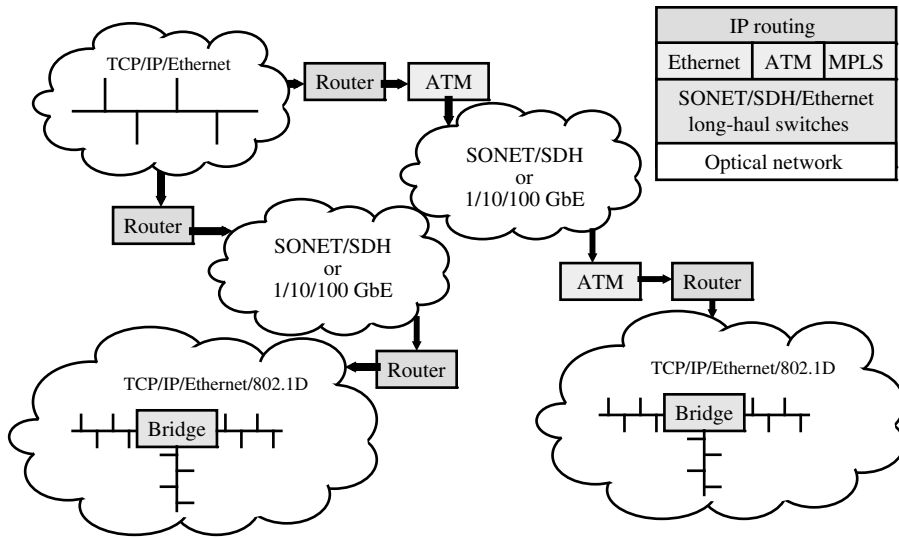 TCP/IP/Ethernet
Router
ATM
IP routing
Ethernet
ATM
MPLS
SONET/SDH/Ethernet
long-haul switches
Optical network
SONET/SDH
or
1/10/100 GbE
Router
SONET/SDH
or
1/10/100 GbE
ATM
Router
Router
TCP/IP/Ethernet/802.1D
Bridge
TCP/IP/Ethernet/802.1D
Bridge